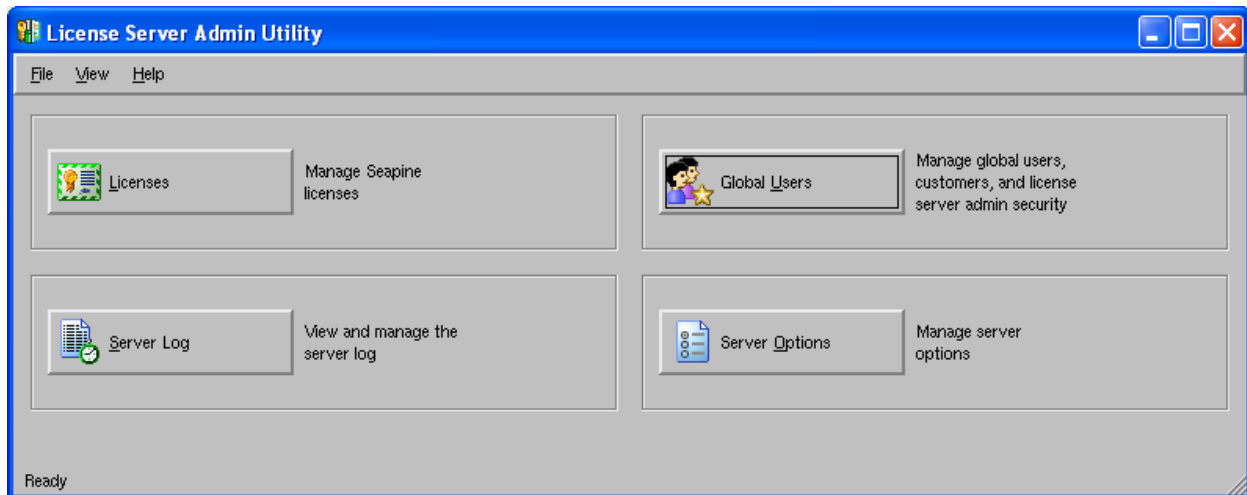 License Server Admin Utility
File View Help
Licenses
Manage Seapine
licenses
Global Users
Manage global users,
customers, and license
server admin security
Server Log
View and manage the
server log
Server Options
Manage server
options
Ready